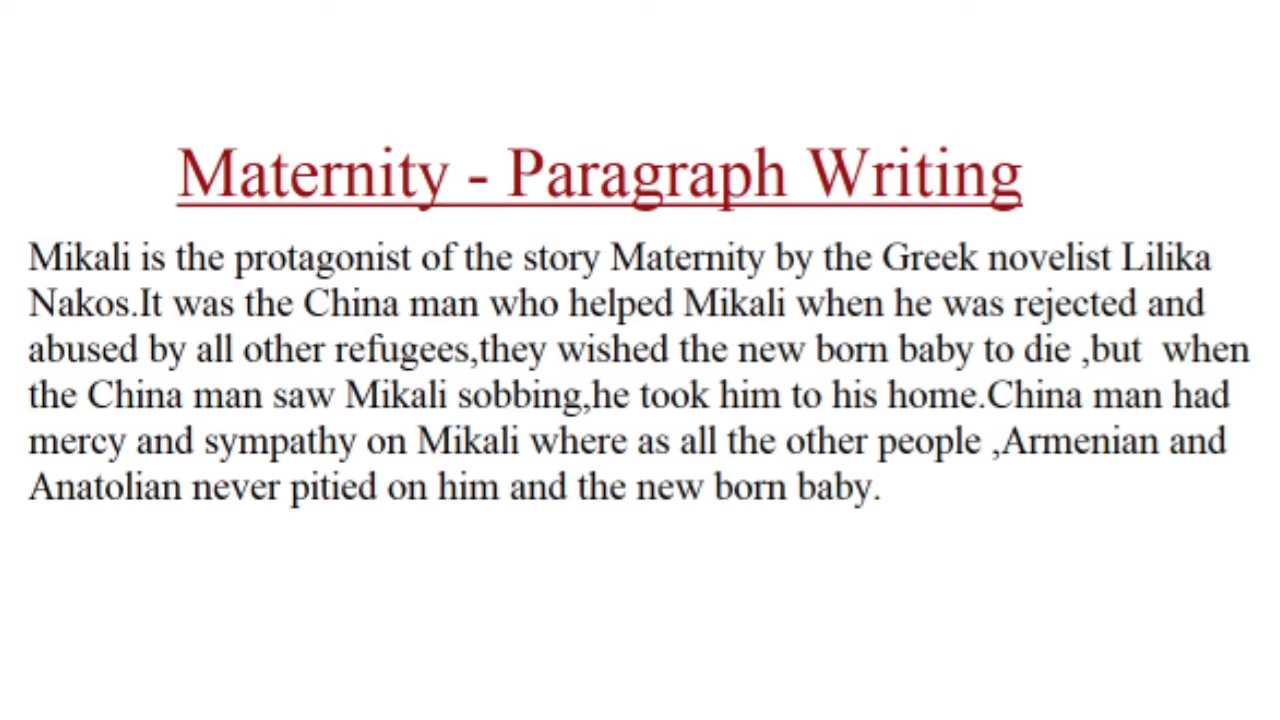 Maternity - Paragraph Writing
Mikali is the protagonist of the story Maternity by the Greek novelist Lilika
Nakos.It was the China man who helped Mikali when he was rejected and
abused by all other refugees,they wished the new born baby to die ,but  when
the China man saw Mikali sobbing,he took him to his home.China man had
mercy and sympathy on Mikali where as all the other people ,Armenian and
Anatolian never pitied on him and the new born baby.